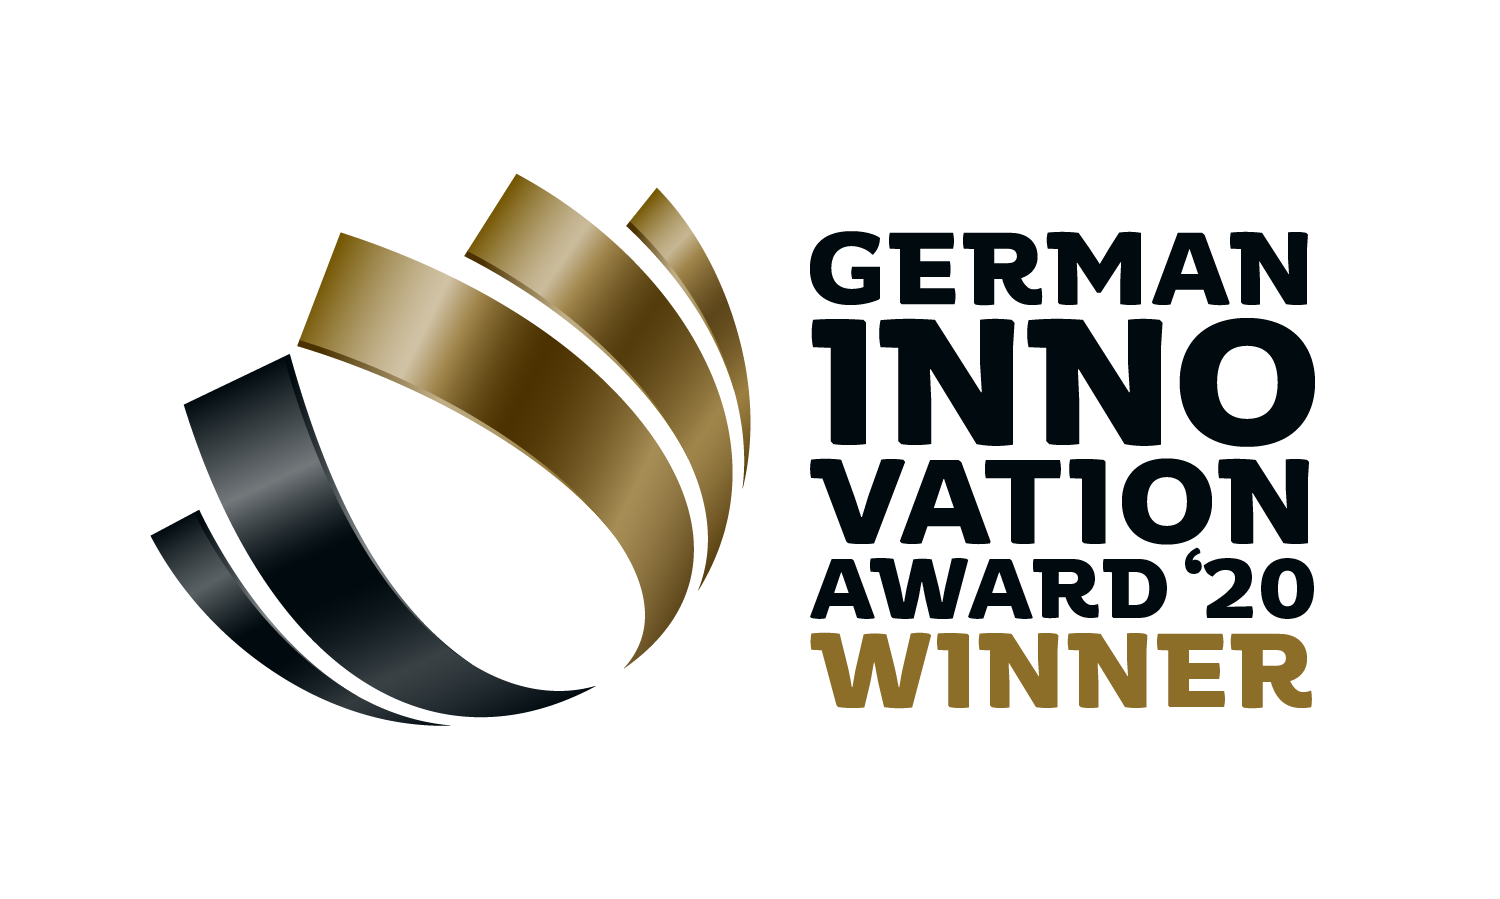 GERMAN
INNO
VATION
AWARD ‘20
WINNER